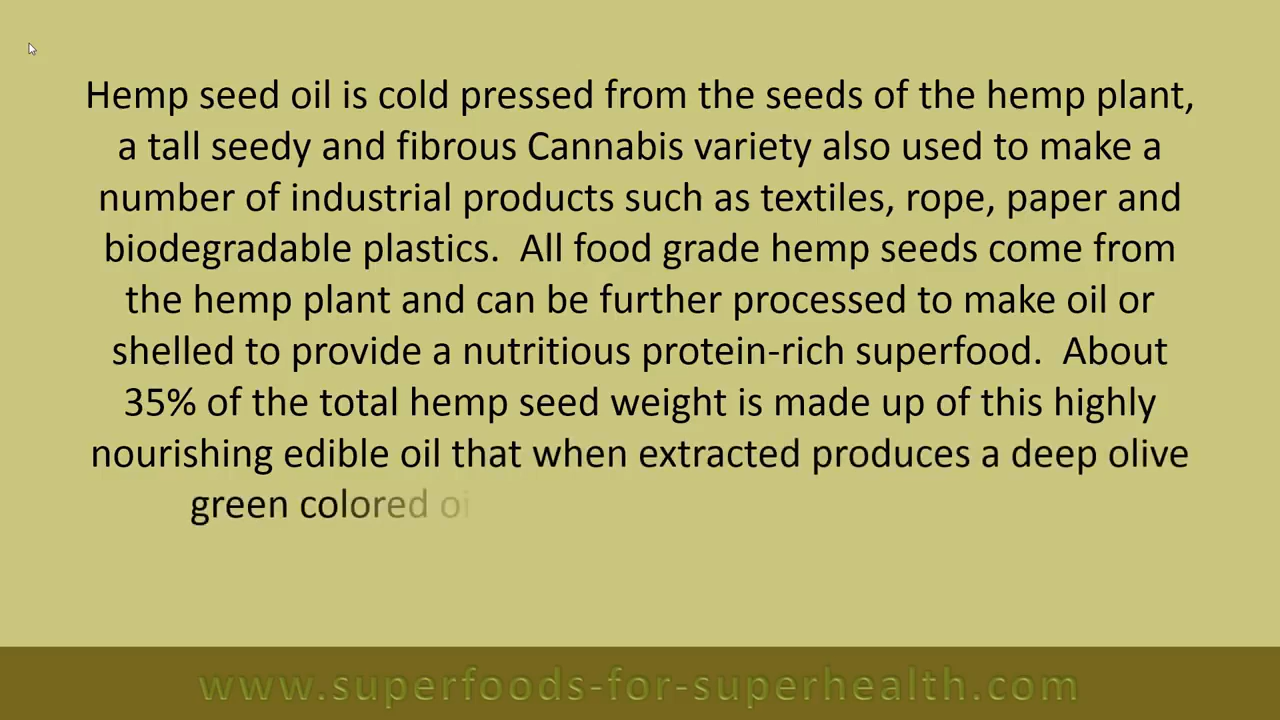 Hemp seed oil is cold pressed from the seeds of the hemp plant,
a tall seedy and fibrous Cannabis variety also used to make a
number of industrial products such as textiles, rope, paper and
biodegradable plastics.  All food grade hemp seeds come from
the hemp plant and can be further processed to make oil or
shelled to provide a nutritious protein-rich superfood.  About
35% of the total hemp seed weight is made up of this highly
nourishing edible oil that when extracted produces a deep olive
green colored
www.superfoods-for-superhealth.com